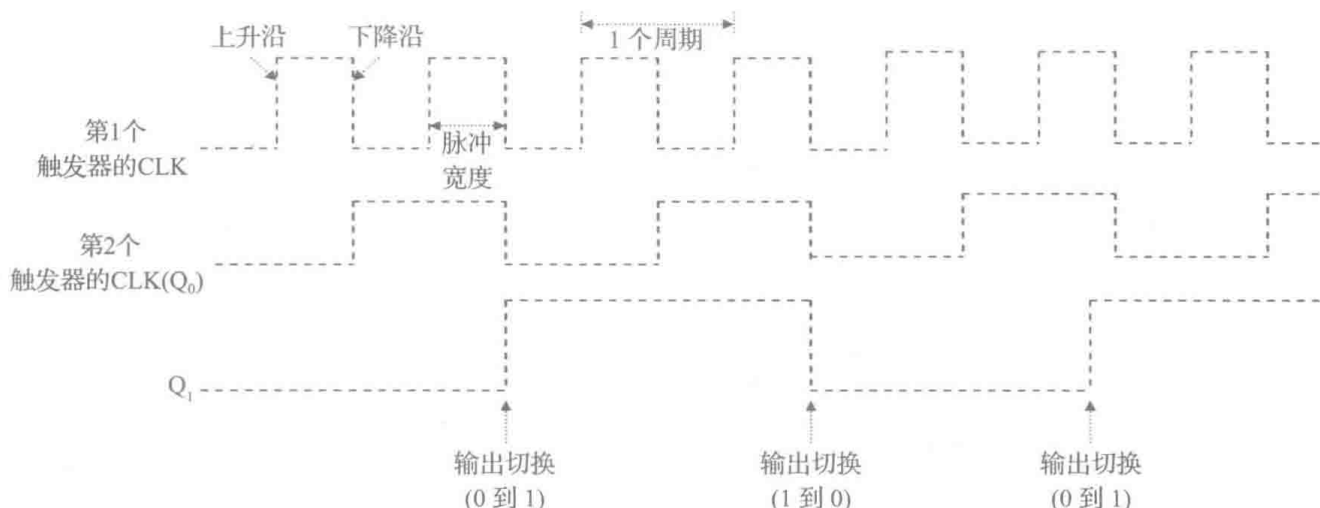 上升沿
下降沿
1 个周期
第1个
触发器的CLK
脉冲
宽度
第2个
触发器的CLK(Q₀)
Q₁
输出切换
(0 到 1)
输出切换
(1 到 0)
输出切换
(0 到 1)